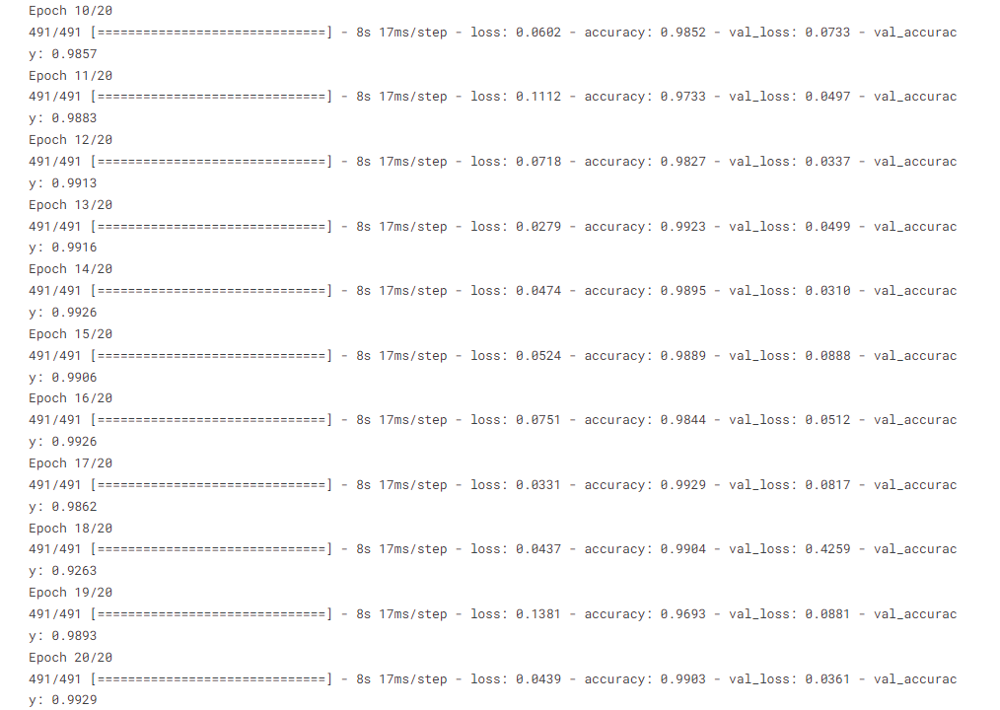 Epoch 10/20
491/491 [==============================] - 8s 17ms/step - loss: 0.0602 - accuracy: 0.9852 - val_loss: 0.0733 - val_accurac
y: 0.9857
Epoch 11/20
491/491 [==============================] - 8s 17ms/step - loss: 0.1112 - accuracy: 0.9733 - val_loss: 0.0497 - val_accurac
y: 0.9883
Epoch 12/20
491/491 [==============================] - 8s 17ms/step - loss: 0.0718 - accuracy: 0.9827 - val_loss: 0.0337 - val_accurac
y: 0.9913
Epoch 13/20
491/491 [==============================] - 8s 17ms/step - loss: 0.0279 - accuracy: 0.9923 - val_loss: 0.0499 - val_accurac
y: 0.9916
Epoch 14/20
491/491 [==============================] - 8s 17ms/step - loss: 0.0474 - accuracy: 0.9895 - val_loss: 0.0310 - val_accurac
y: 0.9926
Epoch 15/20
491/491 [==============================] - 8s 17ms/step - loss: 0.0524 - accuracy: 0.9889 - val_loss: 0.0888 - val_accurac
y: 0.9906
Epoch 16/20
491/491 [==============================] - 8s 17ms/step - loss: 0.0751 - accuracy: 0.9844 - val_loss: 0.0512 - val_accurac
y: 0.9926
Epoch 17/20
491/491 [==============================] - 8s 17ms/step - loss: 0.0331 - accuracy: 0.9929 - val_loss: 0.0817 - val_accurac
y: 0.9862
Epoch 18/20
491/491 [==============================] - 8s 17ms/step - loss: 0.0437 - accuracy: 0.9904 - val_loss: 0.4259 - val_accurac
y: 0.9263
Epoch 19/20
491/491 [==============================] - 8s 17ms/step - loss: 0.1381 - accuracy: 0.9693 - val_loss: 0.0881 - val_accurac
y: 0.9893
Epoch 20/20
491/491 [==============================] - 8s 17ms/step - loss: 0.0439 - accuracy: 0.9903 - val_loss: 0.0361 - val_accurac
y: 0.9929